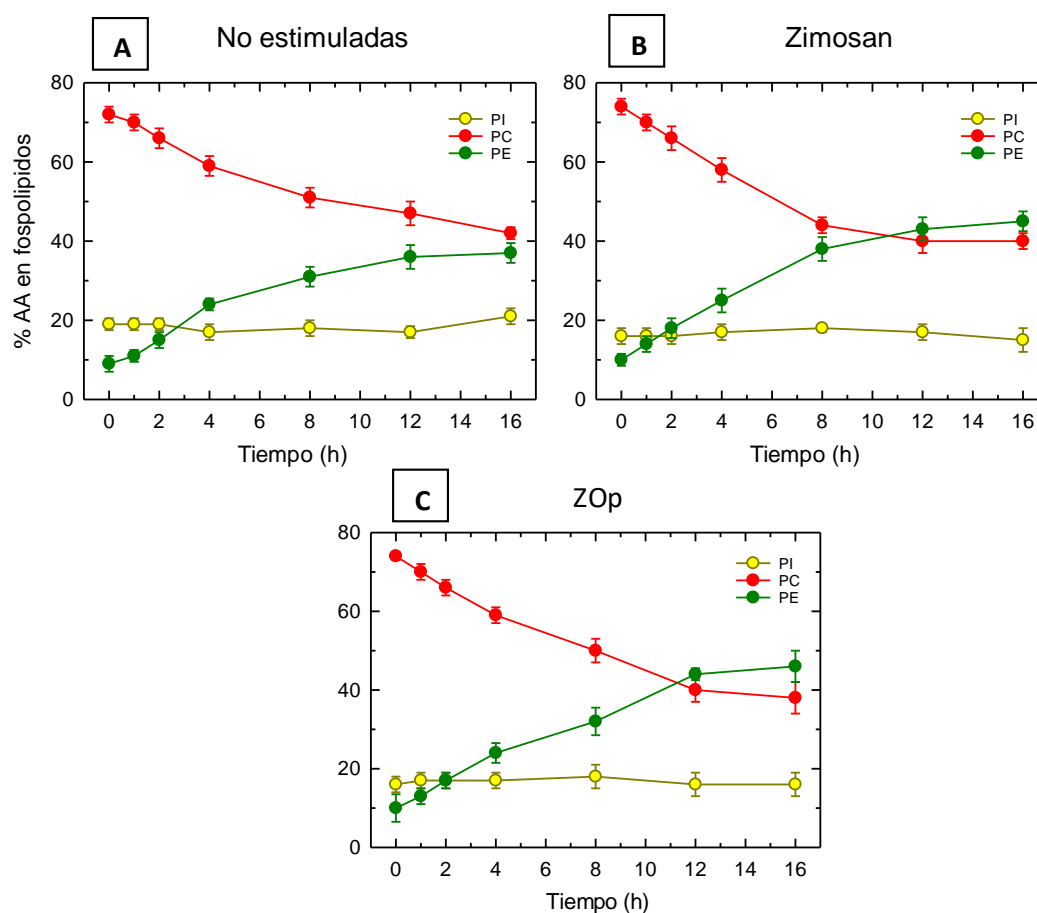 A
No estimuladas
B
Zimosan
% AA en fospolipidos
80
60
40
20
0
PI
PC
PE
0 2 4 6 8 10 12 14 16
Tiempo (h)
80
60
40
20
0
PI
PC
PE
0 2 4 6 8 10 12 14 16
Tiempo (h)
C
ZOp
80
60
40
20
0
PI
PC
PE
0 2 4 6 8 10 12 14 16
Tiempo (h)